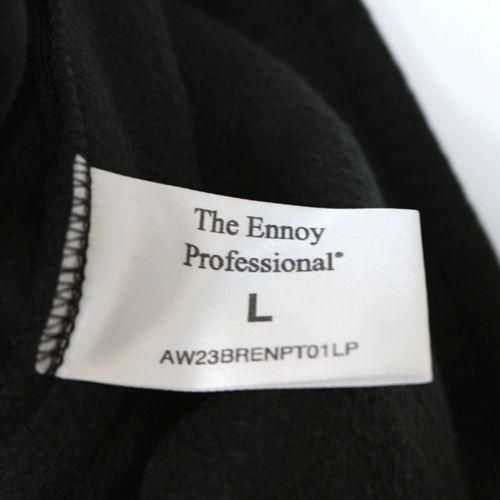 The Ennoy
Professional®
L
AW23BRENPT01LP